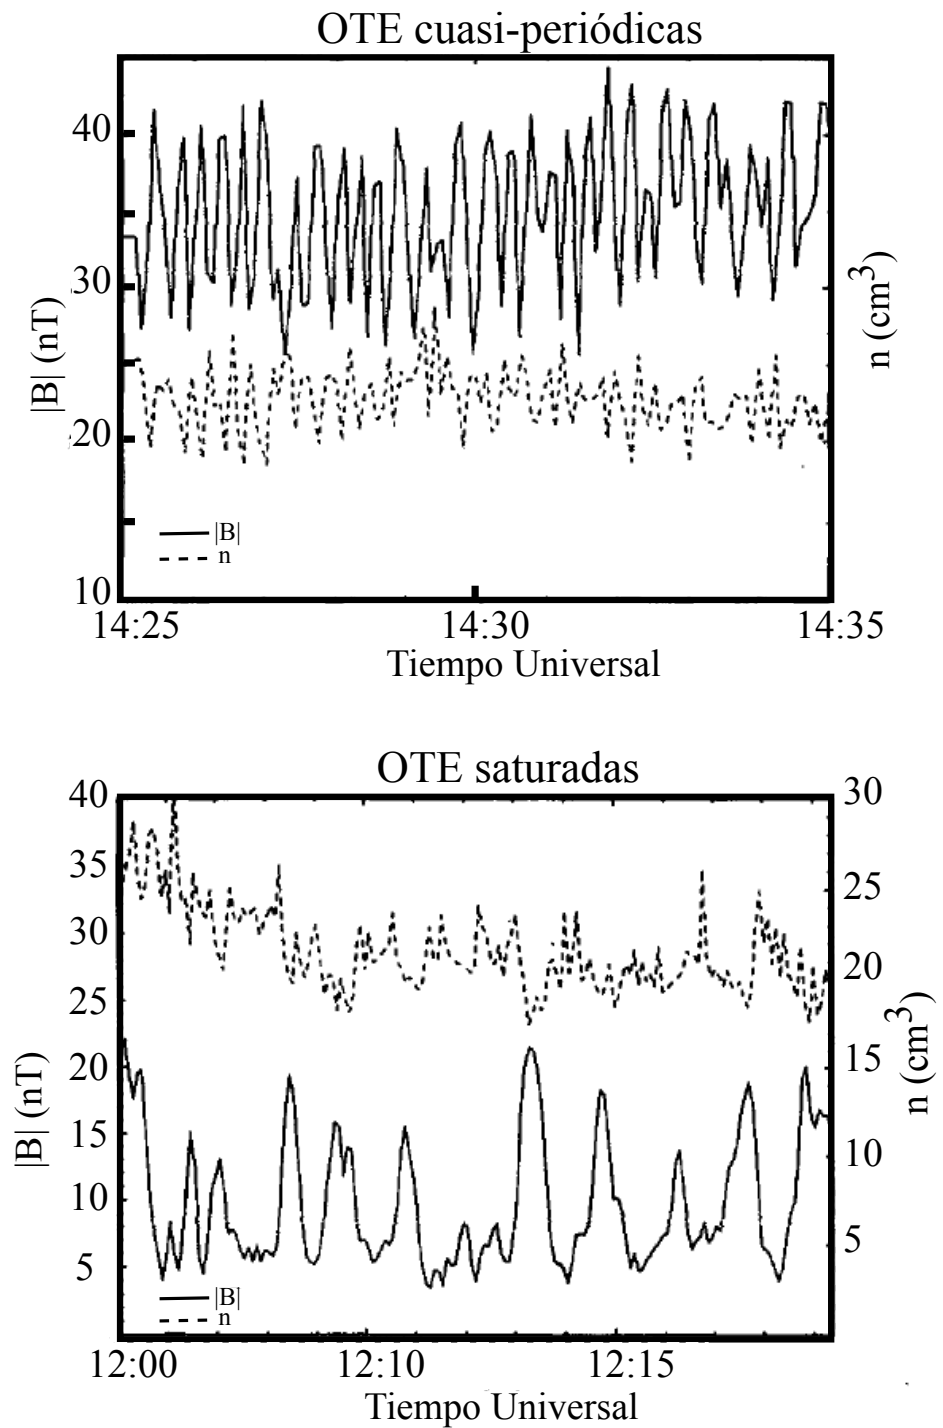 OTE cuasi-periódicas
40
30
20
10
|B| (nT)
n (cm3)
|B|
n
14:25 14:30 14:35
Tiempo Universal
OTE saturadas
40 30
35
25
30
20
25
20 15
15
10
10
5
5
|B| (nT)
n (cm3)
|B|
n
12:00 12:10 12:15
Tiempo Universal